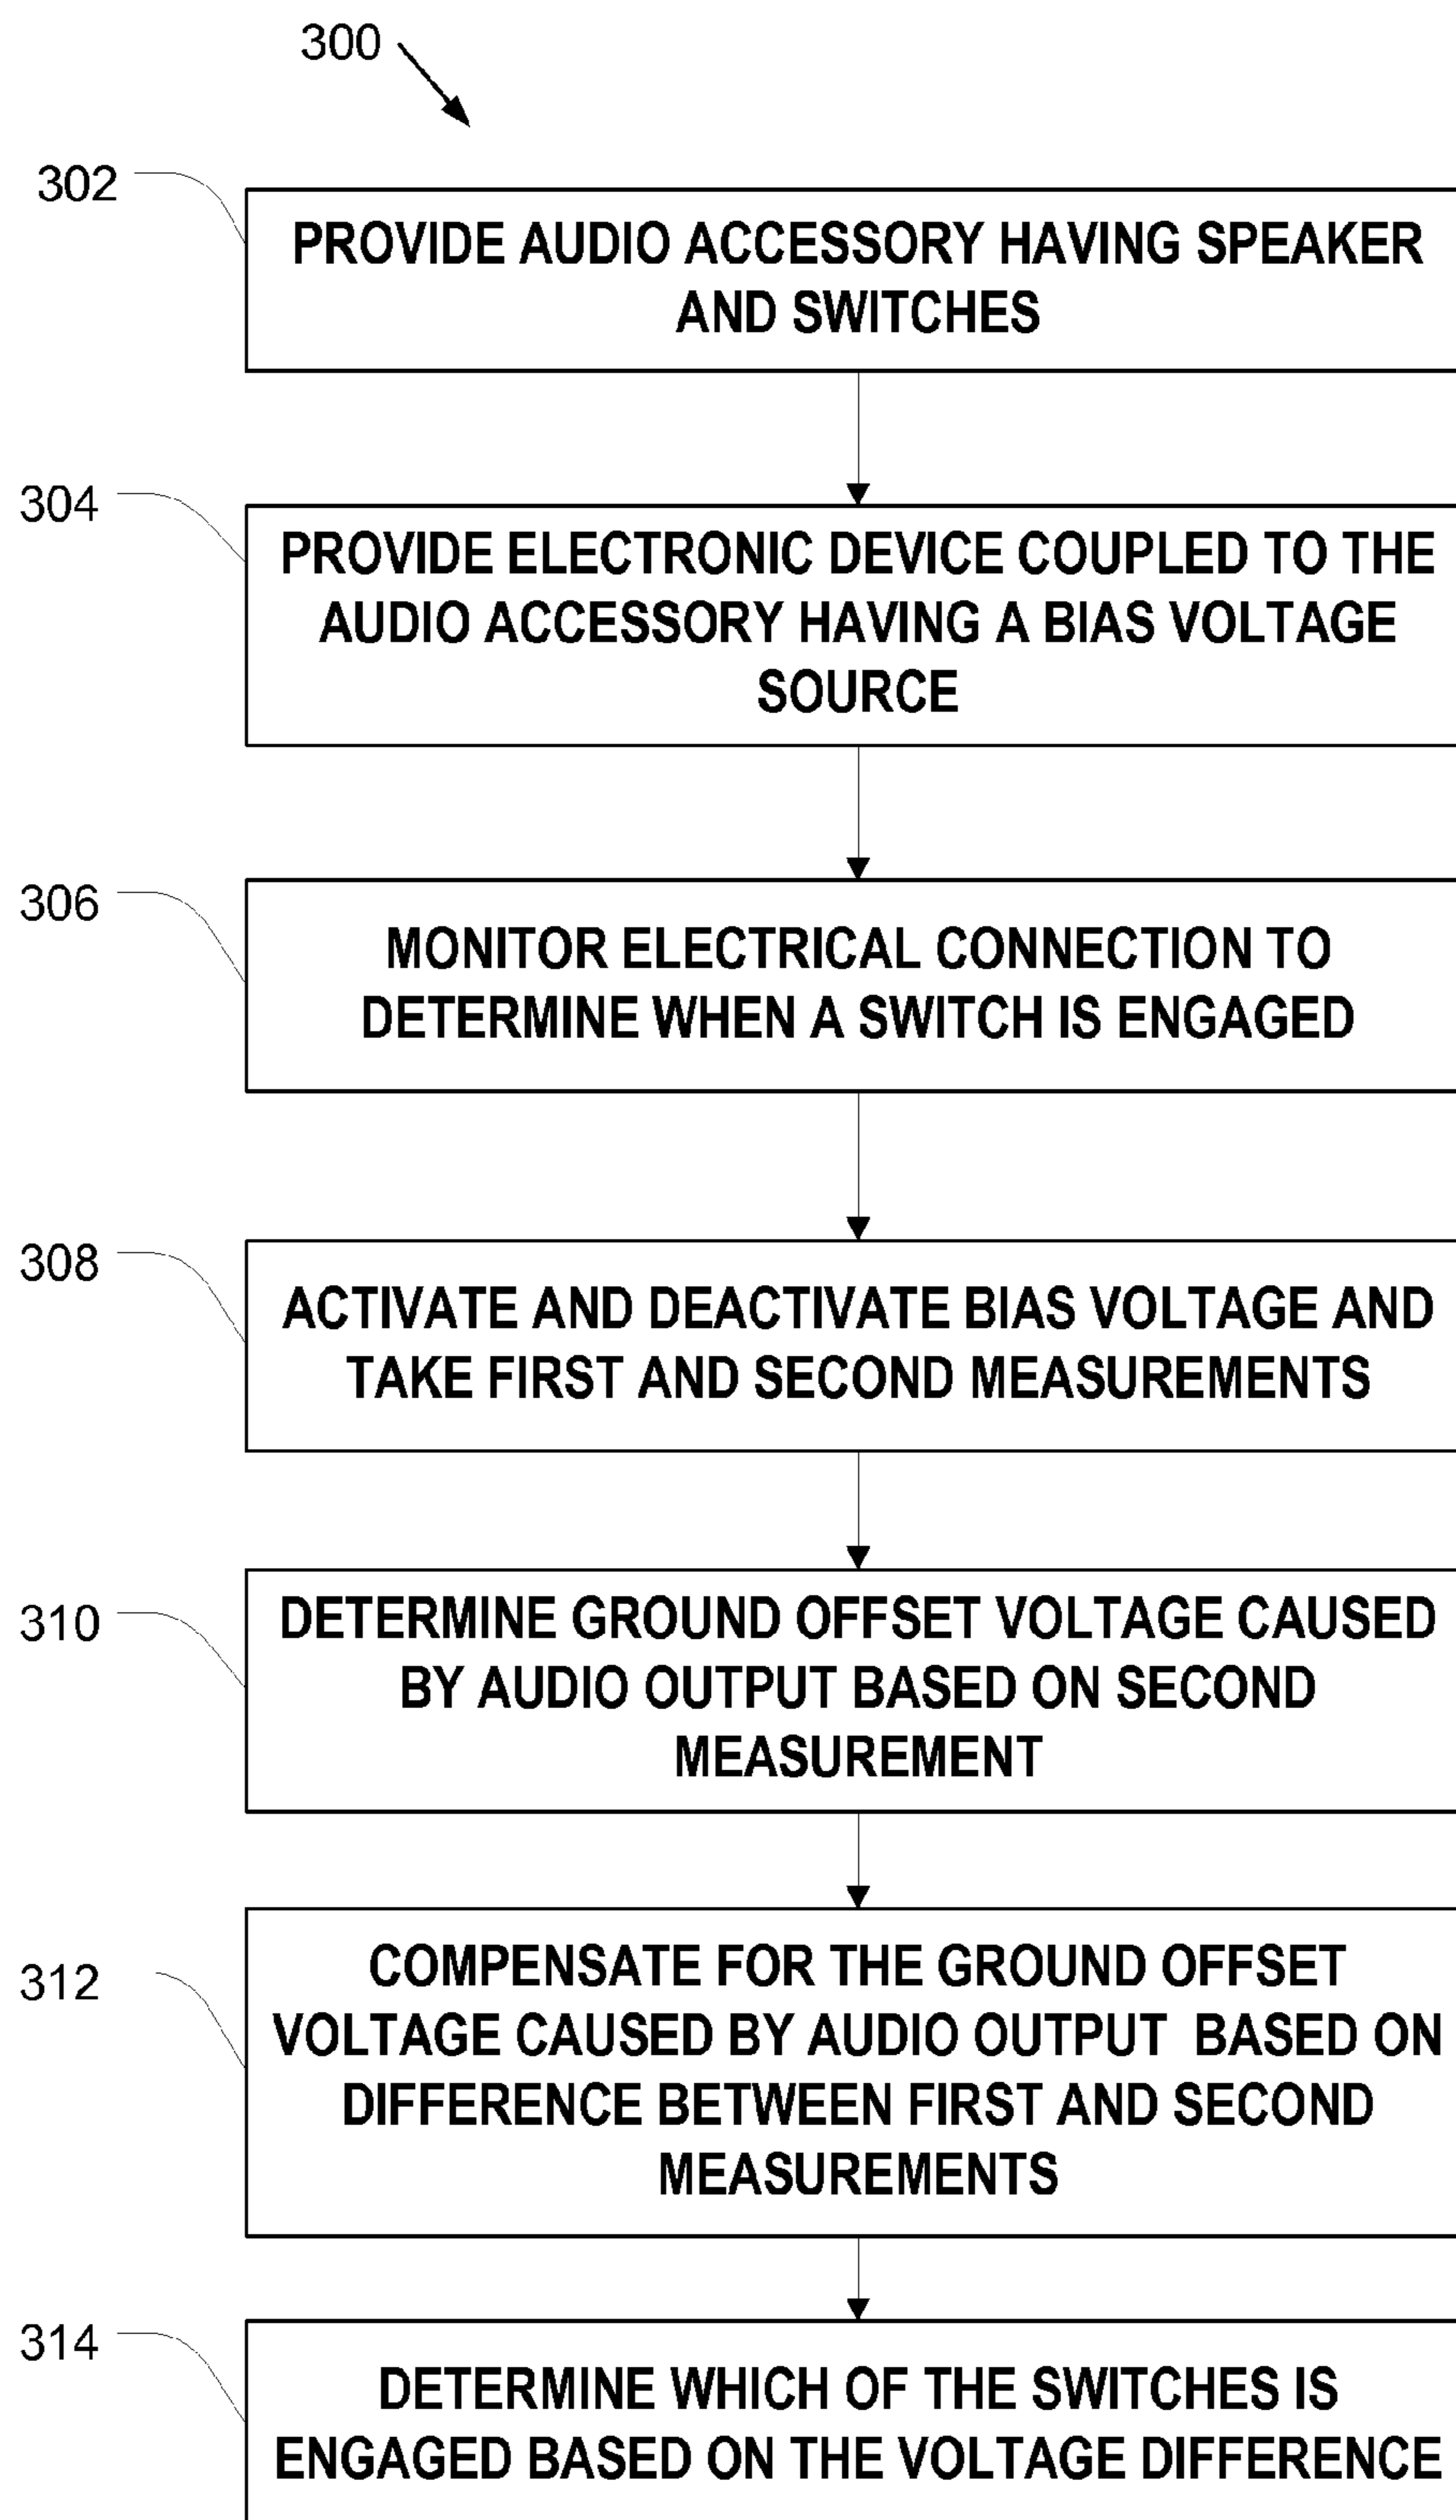 300
302
PROVIDE AUDIO ACCESSORY HAVING SPEAKER
AND SWITCHES
304
PROVIDE ELECTRONIC DEVICE COUPLED TO THE
AUDIO ACCESSORY HAVING A BIAS VOLTAGE
SOURCE
306
MONITOR ELECTRICAL CONNECTION TO
DETERMINE WHEN A SWITCH IS ENGAGED
308
ACTIVATE AND DEACTIVATE BIAS VOLTAGE AND
TAKE FIRST AND SECOND MEASUREMENTS
310
DETERMINE GROUND OFFSET VOLTAGE CAUSED
BY AUDIO OUTPUT BASED ON SECOND
MEASUREMENT
312
COMPENSATE FOR THE GROUND OFFSET
VOLTAGE CAUSED BY AUDIO OUTPUT BASED ON
DIFFERENCE BETWEEN FIRST AND SECOND
MEASUREMENTS
314
DETERMINE WHICH OF THE SWITCHES IS
ENGAGED BASED ON THE VOLTAGE DIFFERENCE